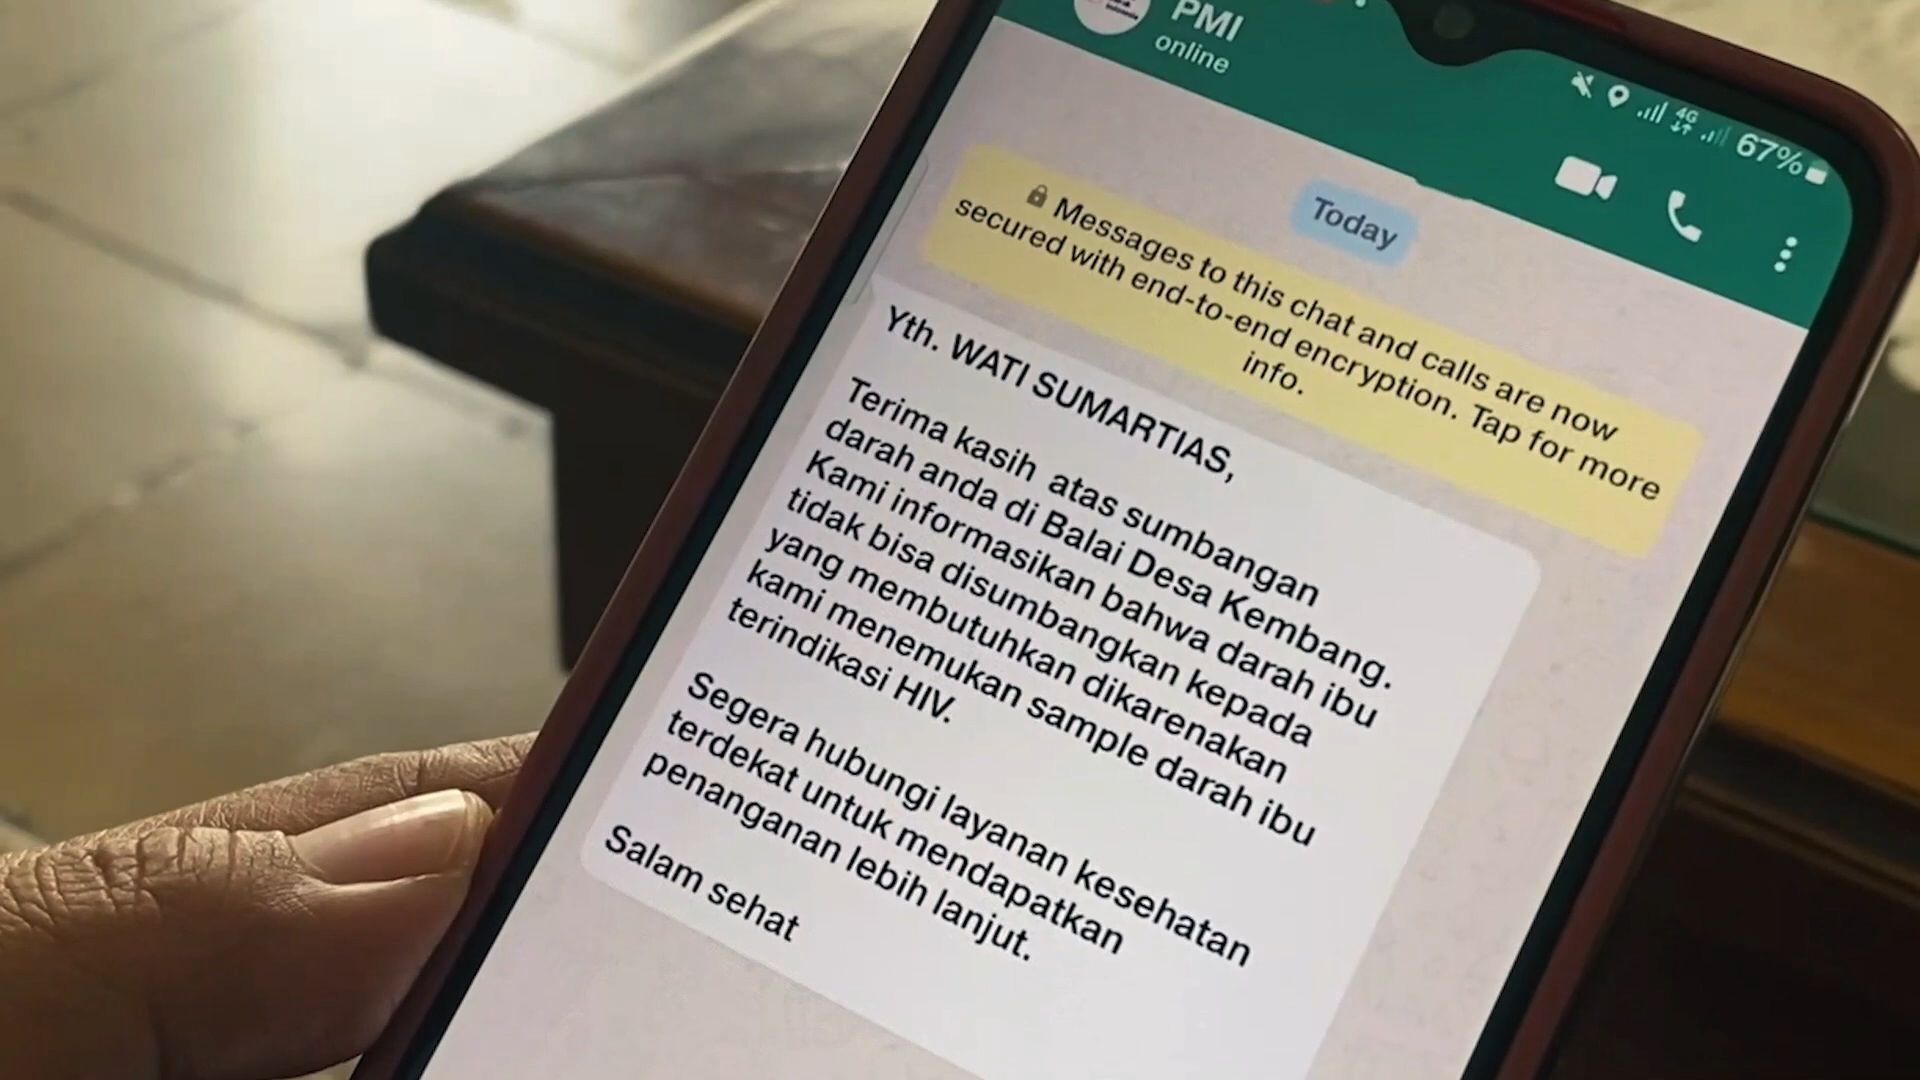 PMI
online
4G
67%
Today
Messages to this chat and calls are now
secured with end-to-end encryption. Tap for more
info.
Yth. WATI SUMARTIAS,
Terima kasih atas sumbangan
darah anda di Balai Desa Kembang.
Kami informasikan bahwa darah ibu
tidak bisa disumbangkan kepada
yang membutuhkan dikarenakan
kami menemukan sample darah ibu
terindikasi HIV.
Segera hubungi layanan kesehatan
terdekat untuk mendapatkan
penanganan lebih lanjut.
Salam sehat